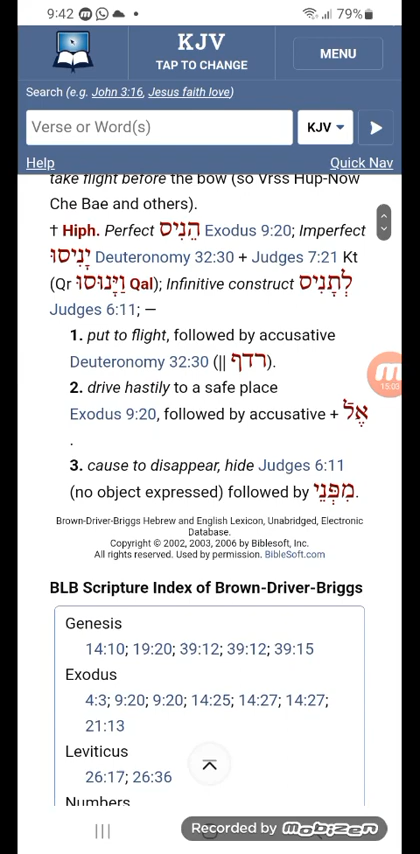 9:42 79%
KJV
TAP TO CHANGE
MENU
Search (e.g. John 3:16, Jesus faith love)
Verse or Word(s)
KJV
Help Quick Nav
take flight before the bow (so Vrss Hup-Now
Che Bae and others).
† Hiph. Perfect הֵנִיס Exodus 9:20; Imperfect
יָנִיסוּ Deuteronomy 32:30 + Judges 7:21 Kt
(Qr וַיָּנוּסוּ Qal); Infinitive construct לְתָנִיס
Judges 6:11; —
1. put to flight, followed by accusative
Deuteronomy 32:30 (|| רדף).
2. drive hastily to a safe place
Exodus 9:20, followed by accusative + אֶל
.
3. cause to disappear, hide Judges 6:11
(no object expressed) followed by מִפְּנֵי.
15:03
Brown-Driver-Briggs Hebrew and English Lexicon, Unabridged, Electronic
Database.
Copyright © 2002, 2003, 2006 by Biblesoft, Inc.
All rights reserved. Used by permission. BibleSoft.com
BLB Scripture Index of Brown-Driver-Briggs
Genesis
14:10; 19:20; 39:12; 39:12; 39:15
Exodus
4:3; 9:20; 9:20; 14:25; 14:27; 14:27;
21:13
Leviticus
26:17; 26:36
Numbers
Recorded by mobizen